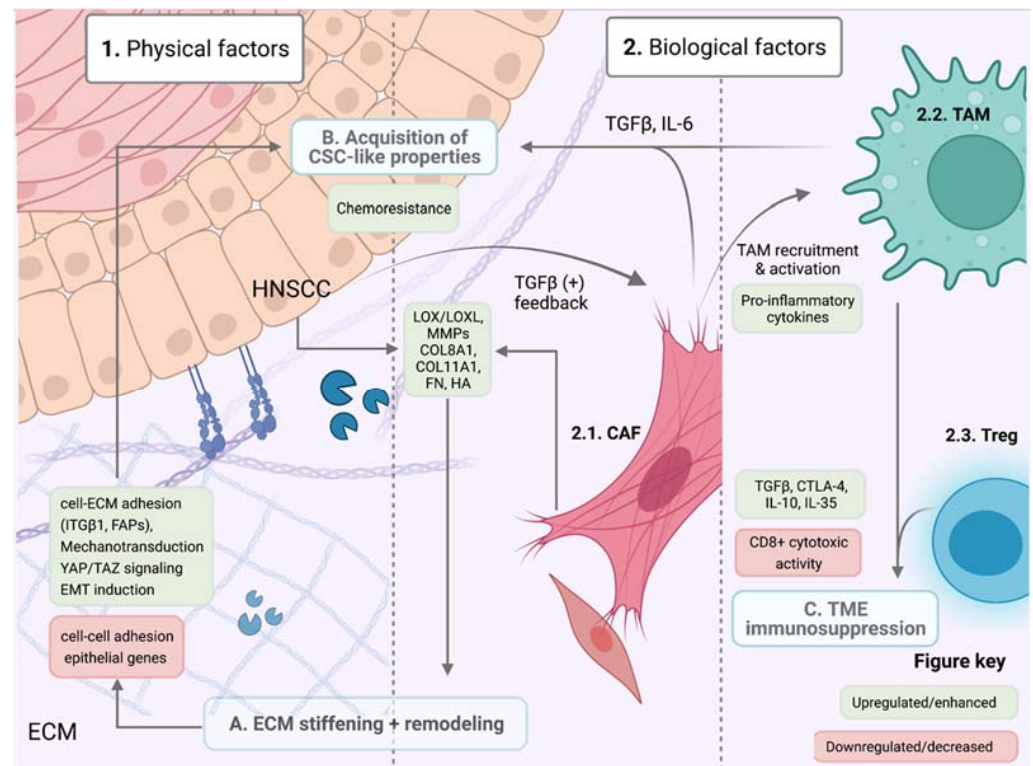 1. Physical factors
2. Biological factors
B. Acquisition of
CSC-like properties
Chemoresistance
TGFβ, IL-6
2.2. TAM
HNSCC
TGFβ (+)
feedback
TAM recruitment
& activation
Pro-inflammatory
cytokines
LOX/LOXL,
MMPs
COL8A1,
COL11A1,
FN, HA
2.1. CAF
2.3. Treg
cell-ECM adhesion
(ITGβ1, FAPs),
Mechanotransduction
YAP/TAZ signaling
EMT induction
cell-cell adhesion
epithelial genes
TGFβ, CTLA-4,
IL-10, IL-35
CD8+ cytotoxic
activity
C. TME
immunosuppression
A. ECM stiffening + remodeling
ECM
Figure key
Upregulated/enhanced
Downregulated/decreased